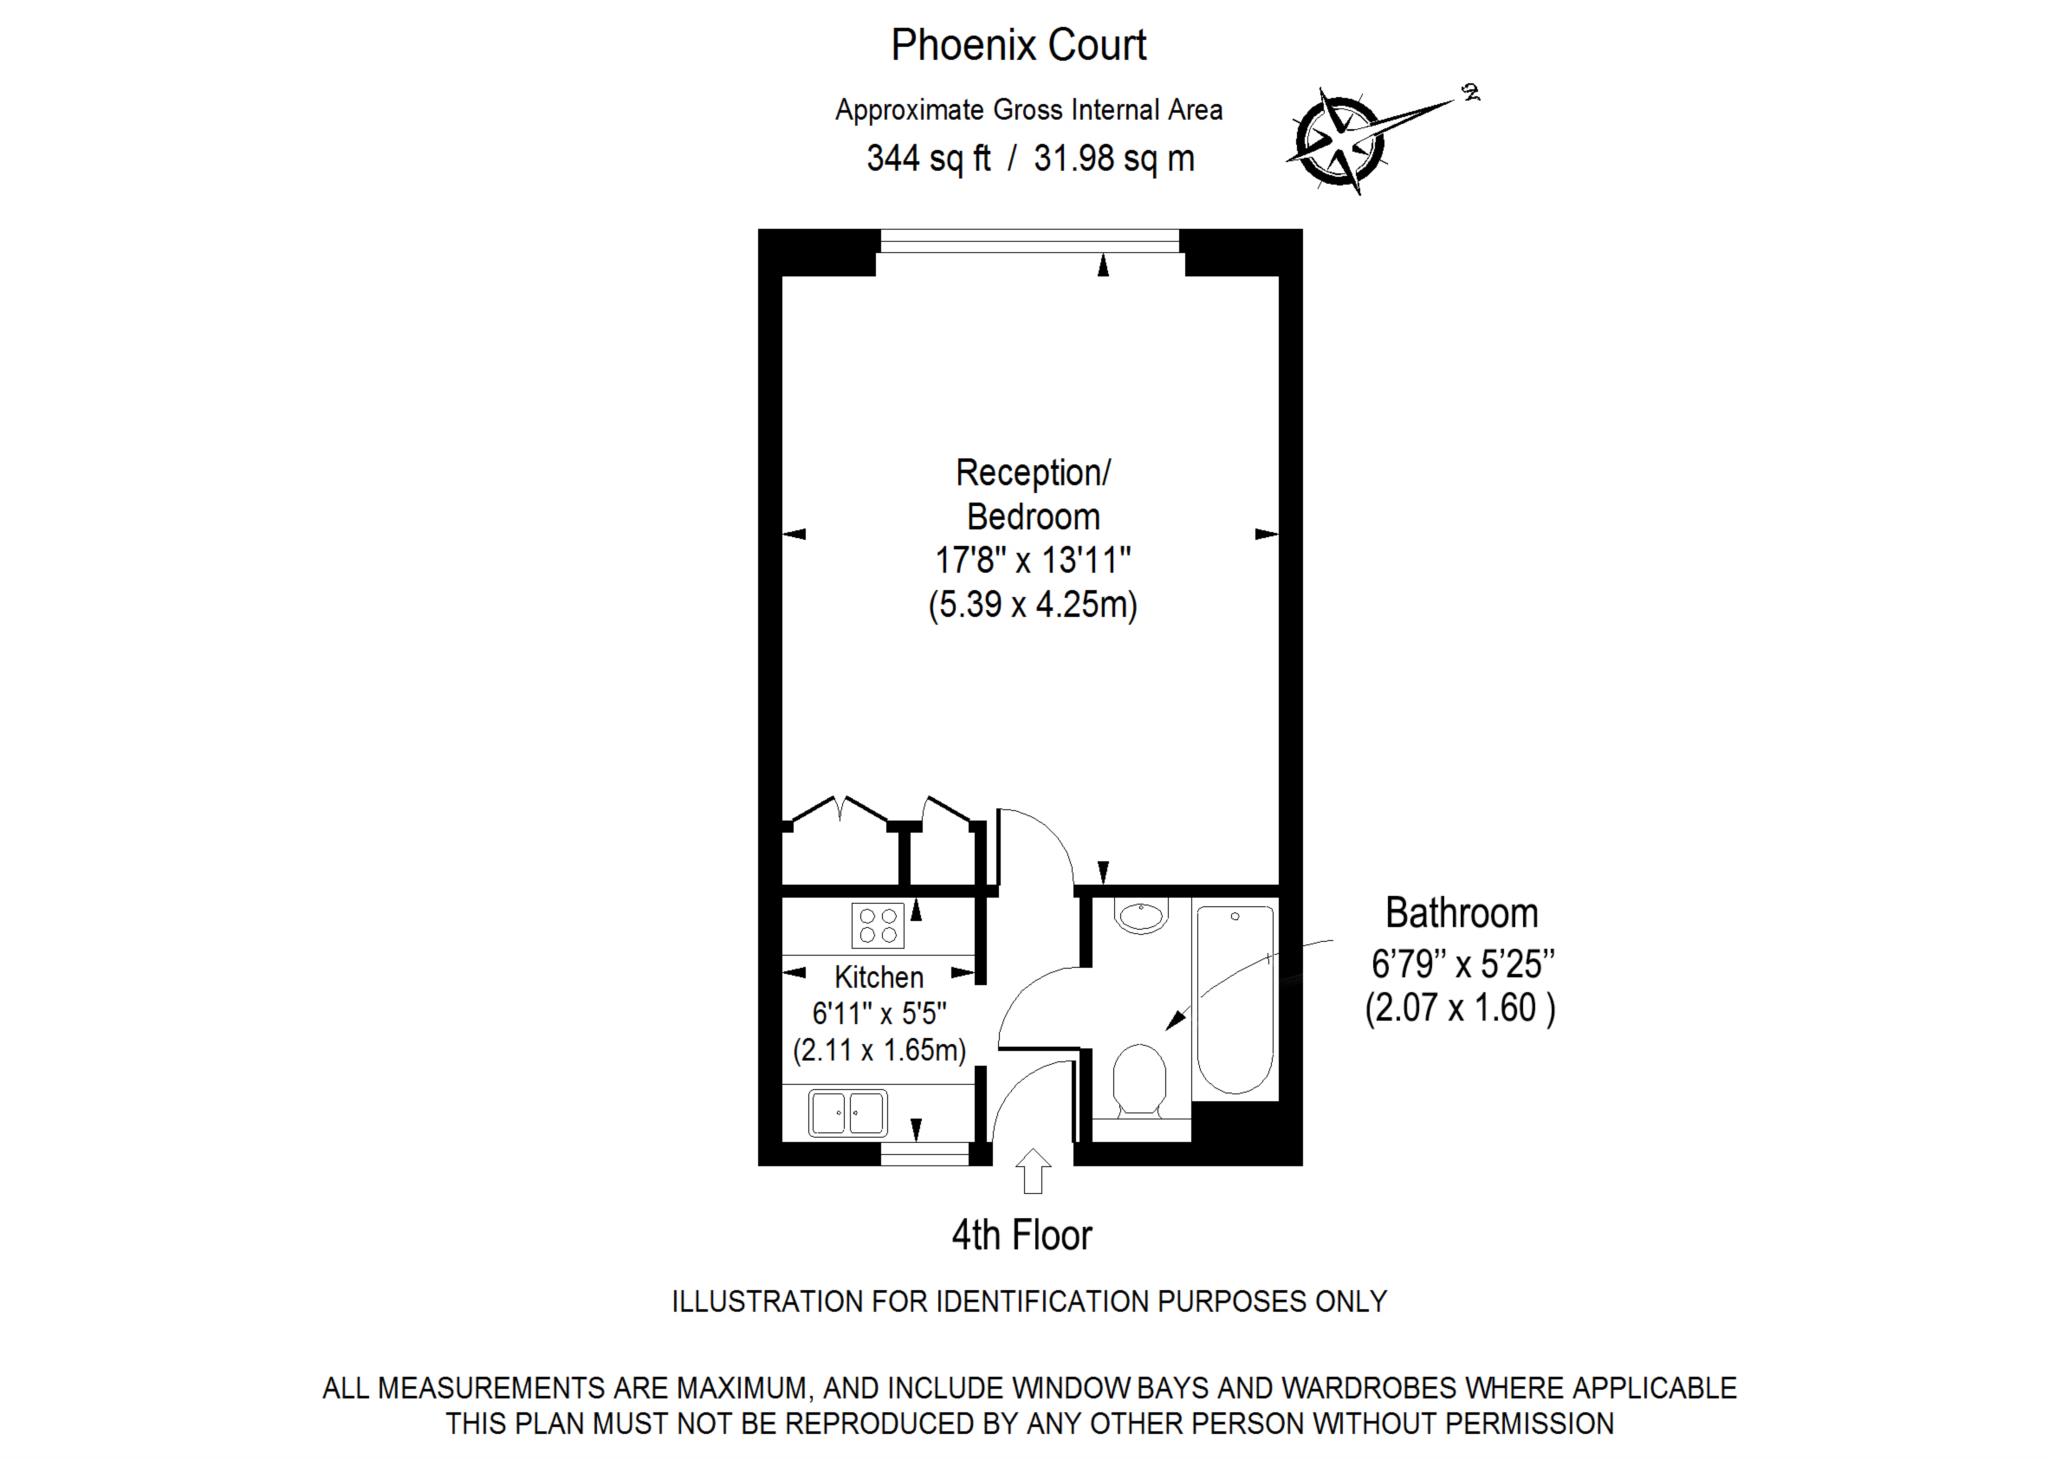 Phoenix Court
Approximate Gross Internal Area
344 sq ft / 31.98 sq m
N
Reception/
Bedroom
17'8" x 13'11"
(5.39 x 4.25m)
Kitchen
6'11" x 5'5"
(2.11 x 1.65m)
Bathroom
6’79” x 5’25”
(2.07 x 1.60 )
4th Floor
ILLUSTRATION FOR IDENTIFICATION PURPOSES ONLY
ALL MEASUREMENTS ARE MAXIMUM, AND INCLUDE WINDOW BAYS AND WARDROBES WHERE APPLICABLE
THIS PLAN MUST NOT BE REPRODUCED BY ANY OTHER PERSON WITHOUT PERMISSION